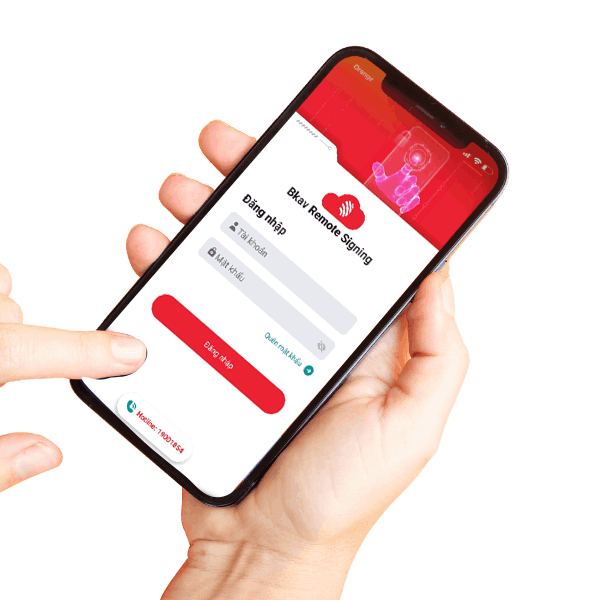 Orange
Bkav Remote Signing
Đăng nhập
Tài khoản
Mật khẩu
Quên mật khẩu
Đăng nhập
Hotline: 19001854